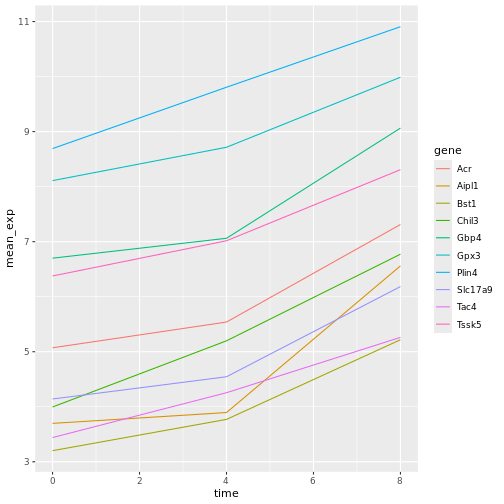 11
9
7
5
3
mean_exp
0
2
4
6
8
time
gene
Acr
Aipl1
Bst1
Chil3
Gbp4
Gpx3
Plin4
Slc17a9
Tac4
Tssk5